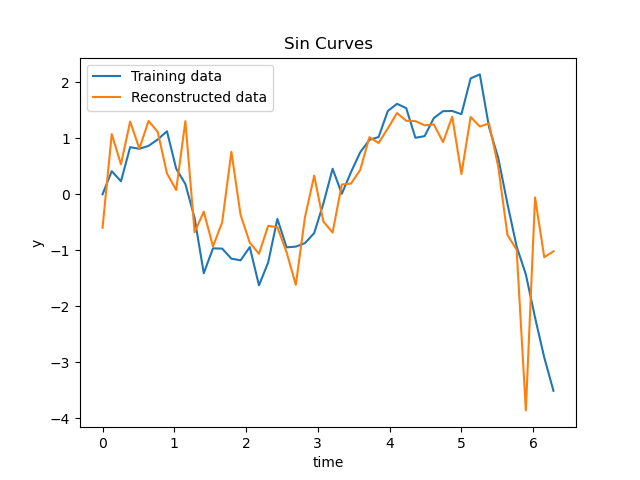 Sin Curves
Training data
Reconstructed data
2
1
0
−1
−2
−3
−4
y
0 1 2 3 4 5 6
time